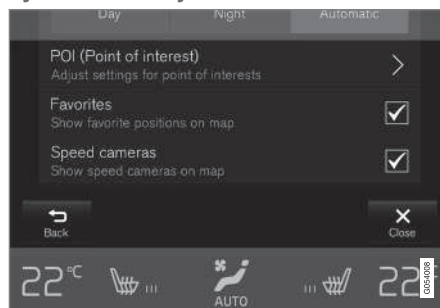 Day Night Automatic
POI (Point of interest)
Adjust settings for point of interests
Favorites
Show favorite positions on map
Speed cameras
Show speed cameras on map
Back Close
22°C AUTO 22
G054008